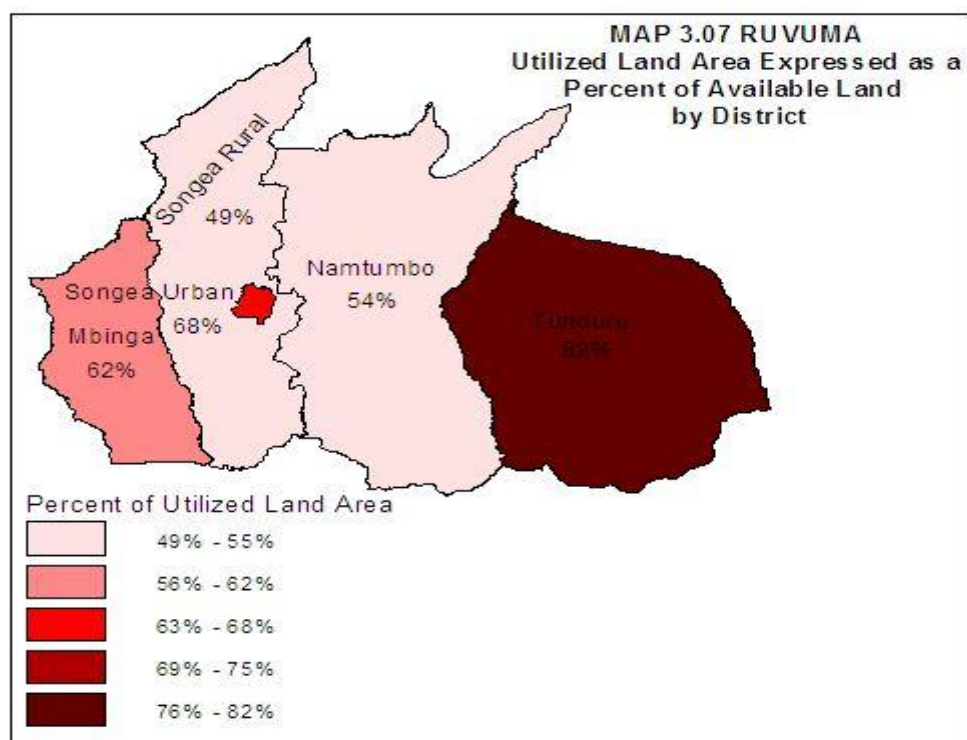 MAP 3.07 RUVUMA
Utilized Land Area Expressed as a
Percent of Available Land
by District
Songea Rural
49%
Namtumbo
54%
Songea Urban
68%
Mbinga
62%
Tunduru
82%
Percent of Utilized Land Area
49% - 55%
56% - 62%
63% - 68%
69% - 75%
76% - 82%